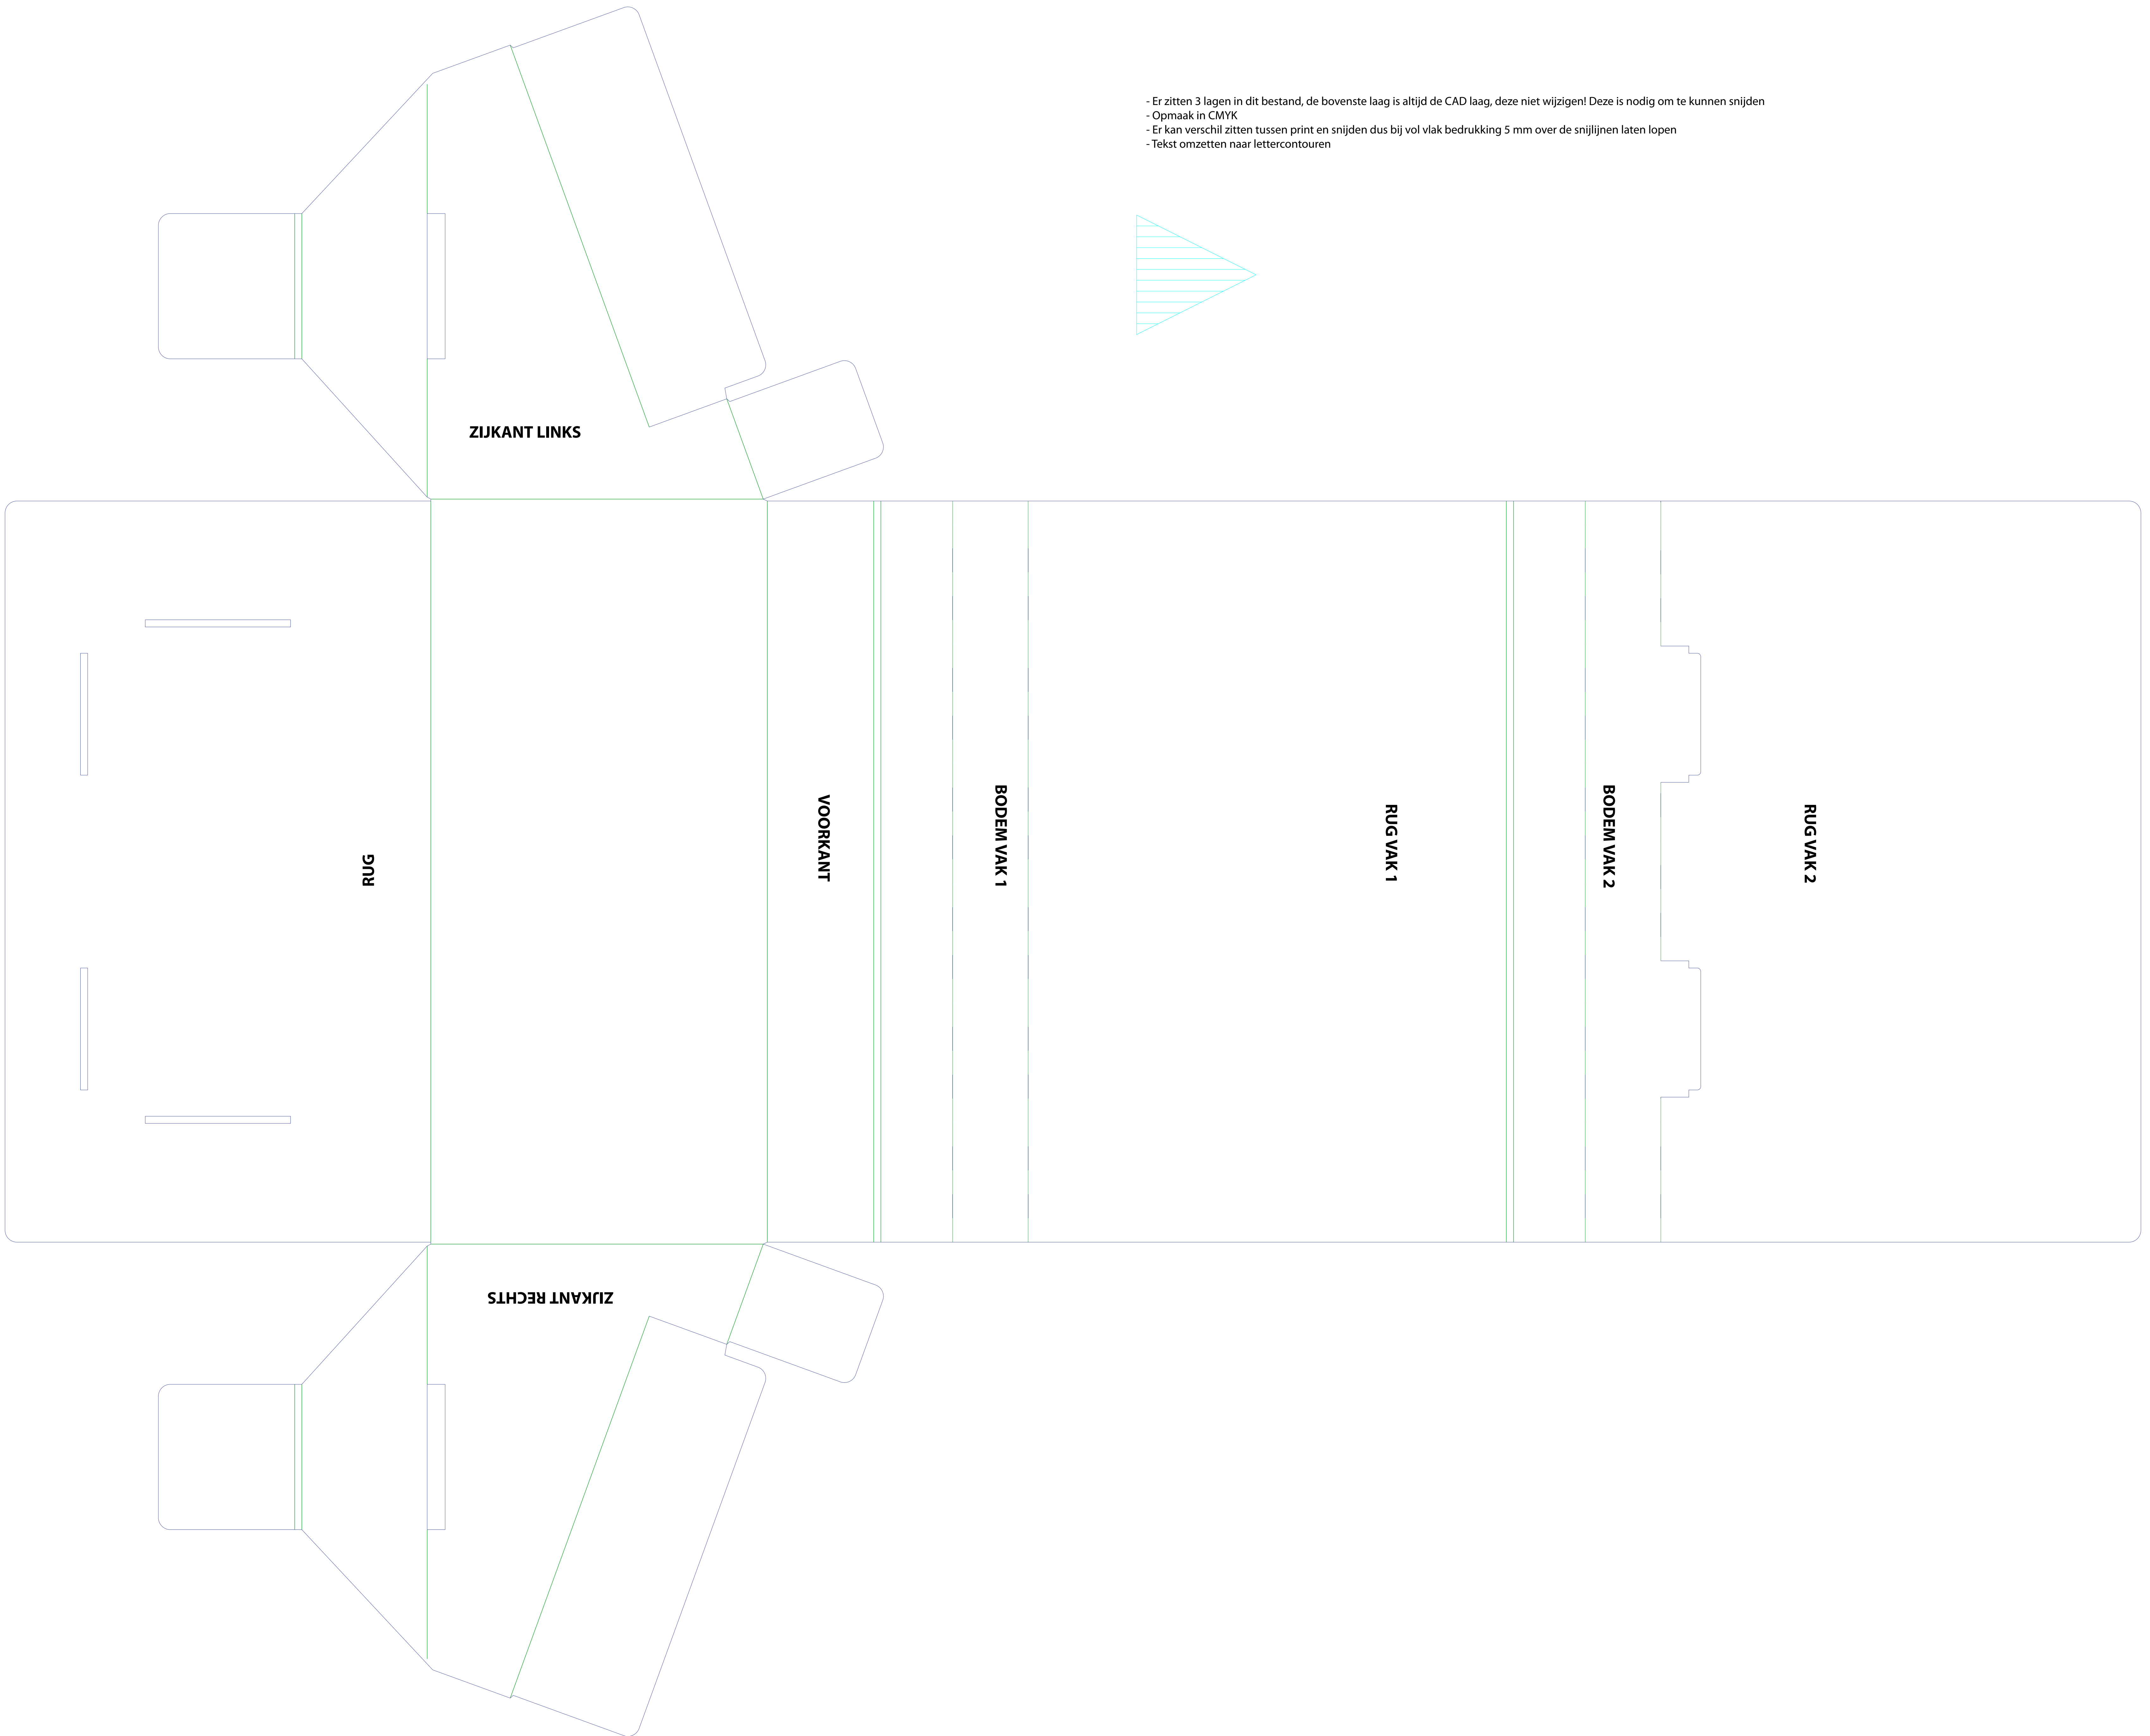 - Er zitten 3 lagen in dit bestand, de bovenste laag is altijd de CAD laag, deze niet wijzigen! Deze is nodig om te kunnen snijden
- Opmaak in CMYK
- Er kan verschil zitten tussen print en snijden dus bij vol vlak bedrukking 5 mm over de snijlijnen laten lopen
- Tekst omzetten naar lettercontouren
ZIJKANT LINKS
RUG
VOORKANT
BODEM VAK 1
RUG VAK 1
BODEM VAK 2
RUG VAK 2
ZIJKANT RECHTS